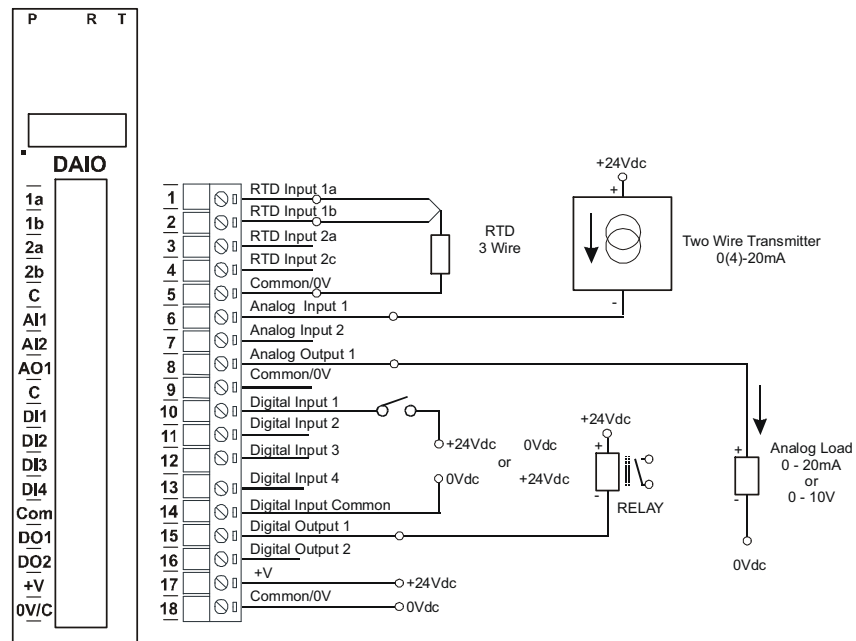 P R T
DAIO
1a
1b
2a
2b
C
AI1
AI2
AO1
C
DI1
DI2
DI3
DI4
Com
DO1
DO2
+V
0V/C
1 RTD Input 1a
2 RTD Input 1b
3 RTD Input 2a
4 RTD Input 2c
5 Common/0V
6 Analog Input 1
7 Analog Input 2
8 Analog Output 1
9 Common/0V
10 Digital Input 1
11 Digital Input 2
12 Digital Input 3
13 Digital Input 4
14 Digital Input Common
15 Digital Output 1
16 Digital Output 2
17 +V
18 Common/0V
RTD
3 Wire
+24Vdc
+
-
Two Wire Transmitter
0(4)-20mA
+24Vdc 0Vdc
or
0Vdc +24Vdc
+24Vdc
+
-
RELAY
+
-
Analog Load
0 - 20mA
or
0 - 10V
0Vdc
+24Vdc
0Vdc